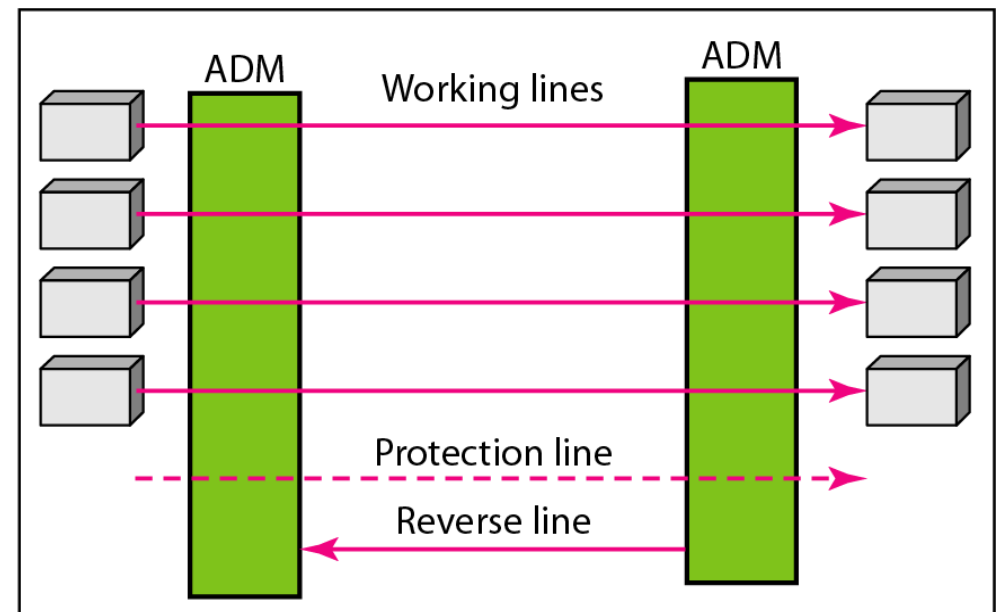 ADM
ADM
Working lines
Protection line
Reverse line